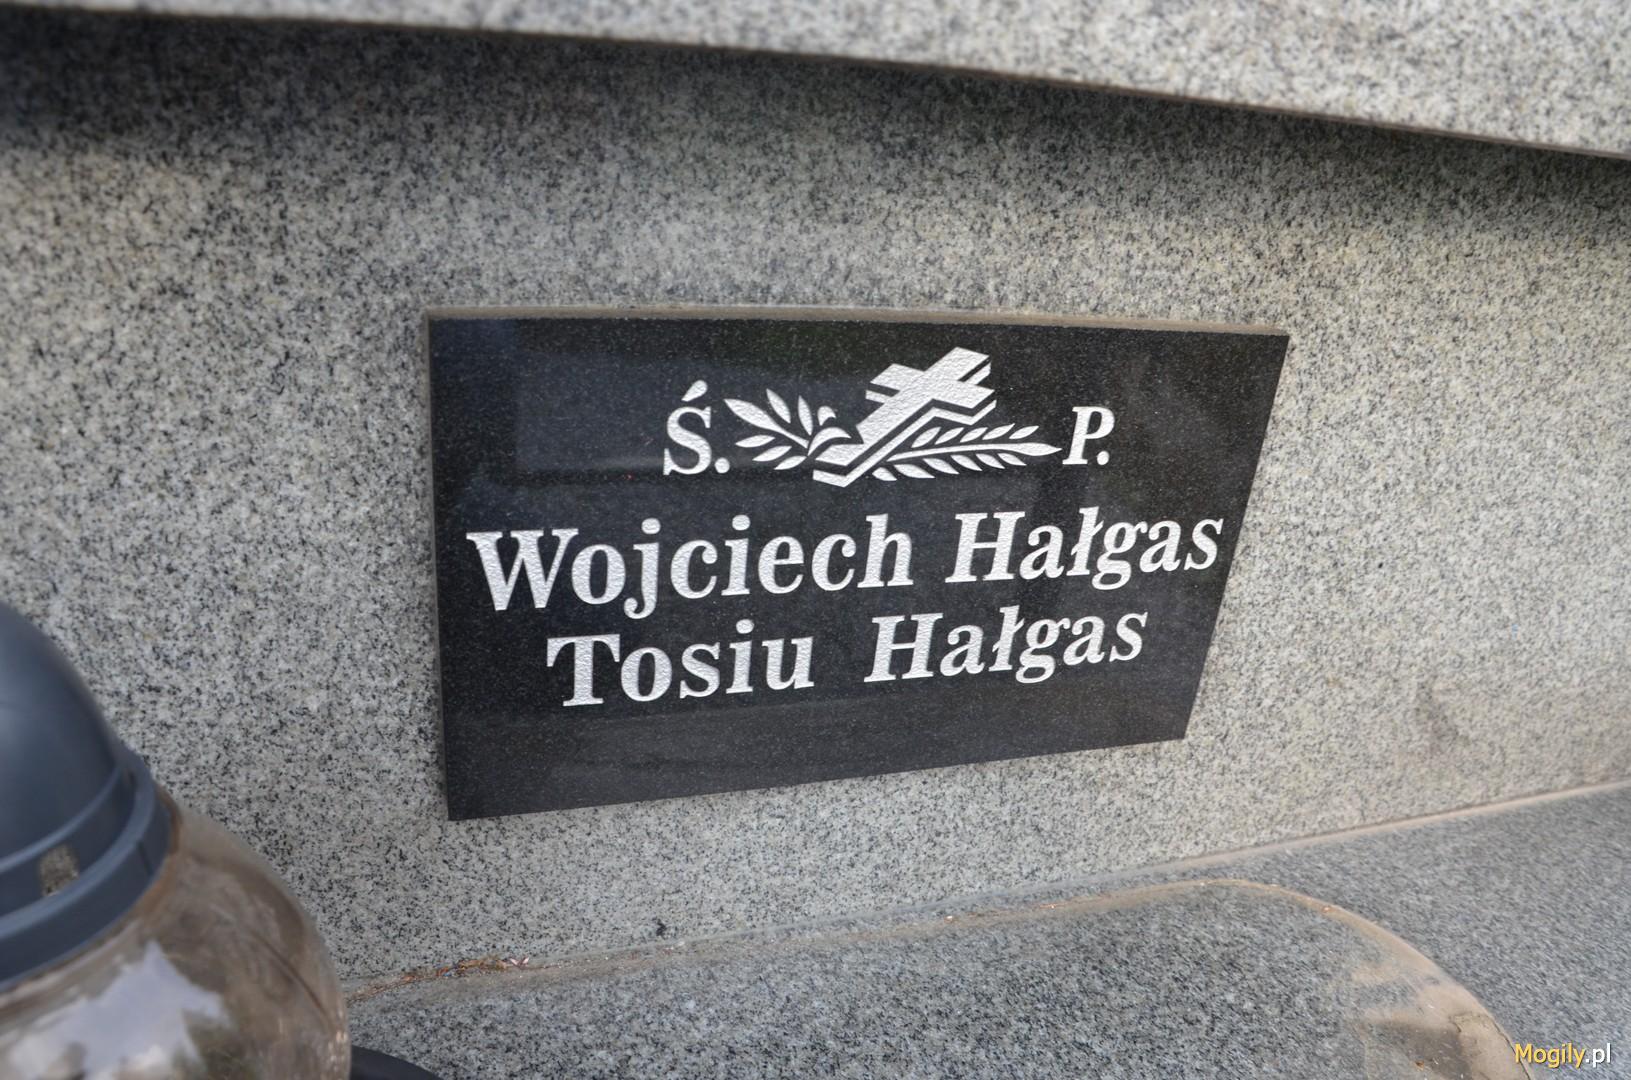 Ś. P.
Wojciech Hałgas
Tosiu Hałgas
Mogily.pl